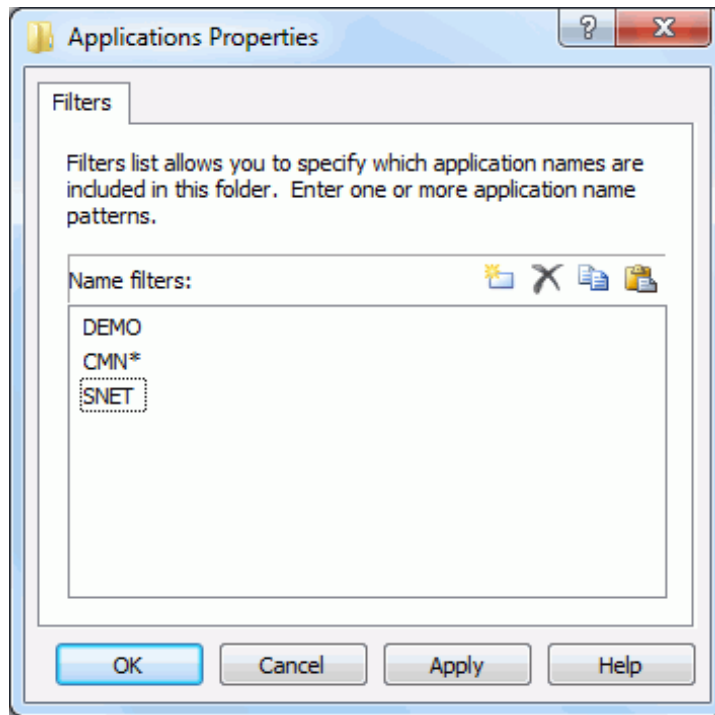 Applications Properties
Filters
Filters list allows you to specify which application names are
included in this folder.  Enter one or more application name
patterns.
Name filters:
DEMO
CMN*
SNET
OK Cancel Apply Help